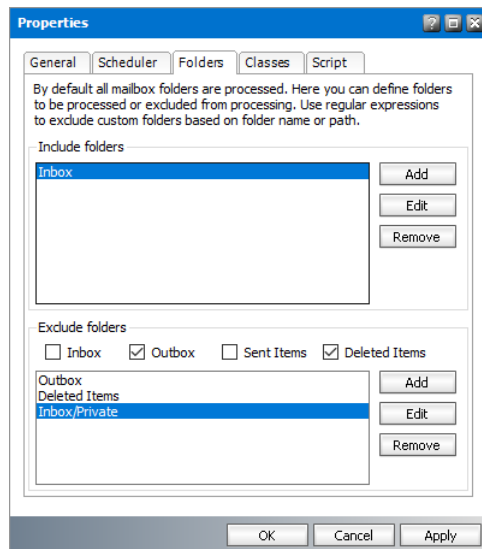 Properties
General Scheduler Folders Classes Script
By default all mailbox folders are processed. Here you can define folders
to be processed or excluded from processing. Use regular expressions
to exclude custom folders based on folder name or path.
Include folders
Inbox
Add
Edit
Remove
Exclude folders
Inbox Outbox Sent Items Deleted Items
Outbox
Deleted Items
Inbox/Private
Add
Edit
Remove
OK Cancel Apply